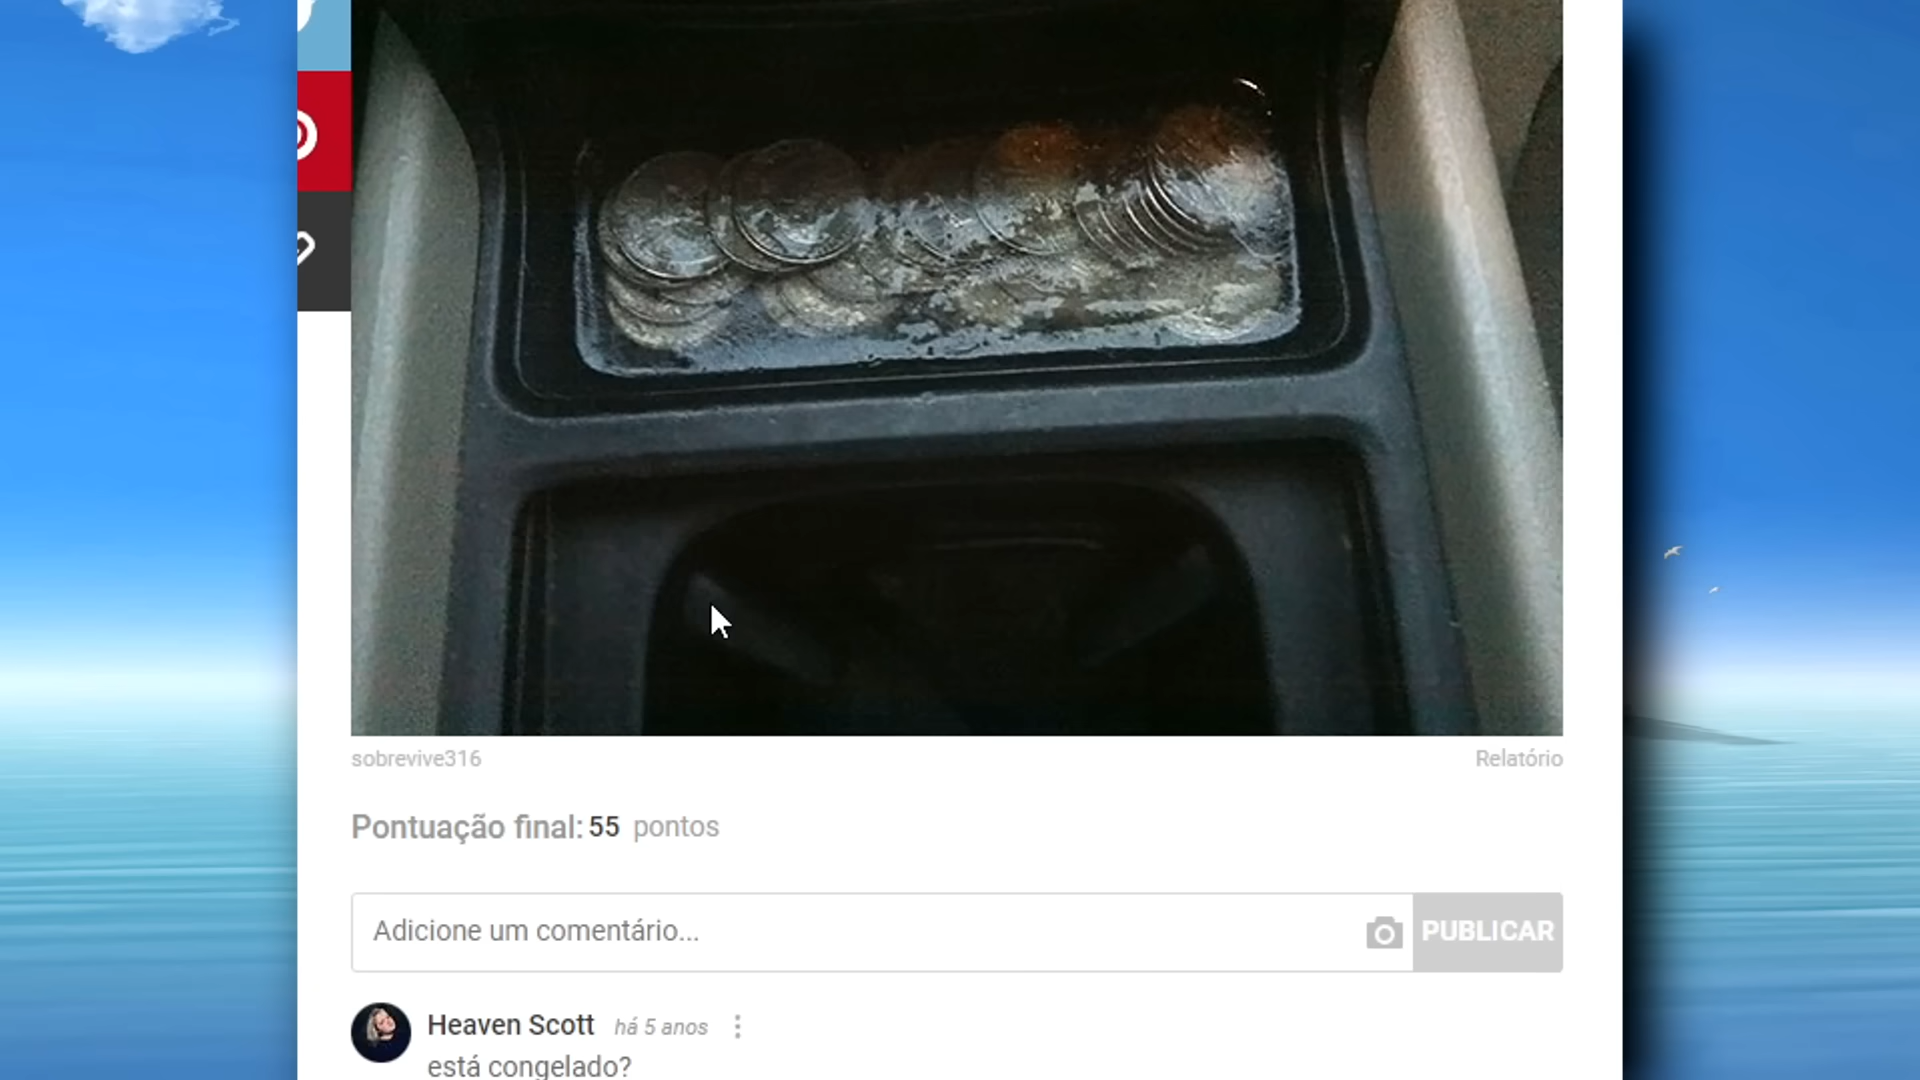 sobrevive316
Relatório
Pontuação final: 55 pontos
Adicione um comentário...
PUBLICAR
Heaven Scott há 5 anos
está congelado?